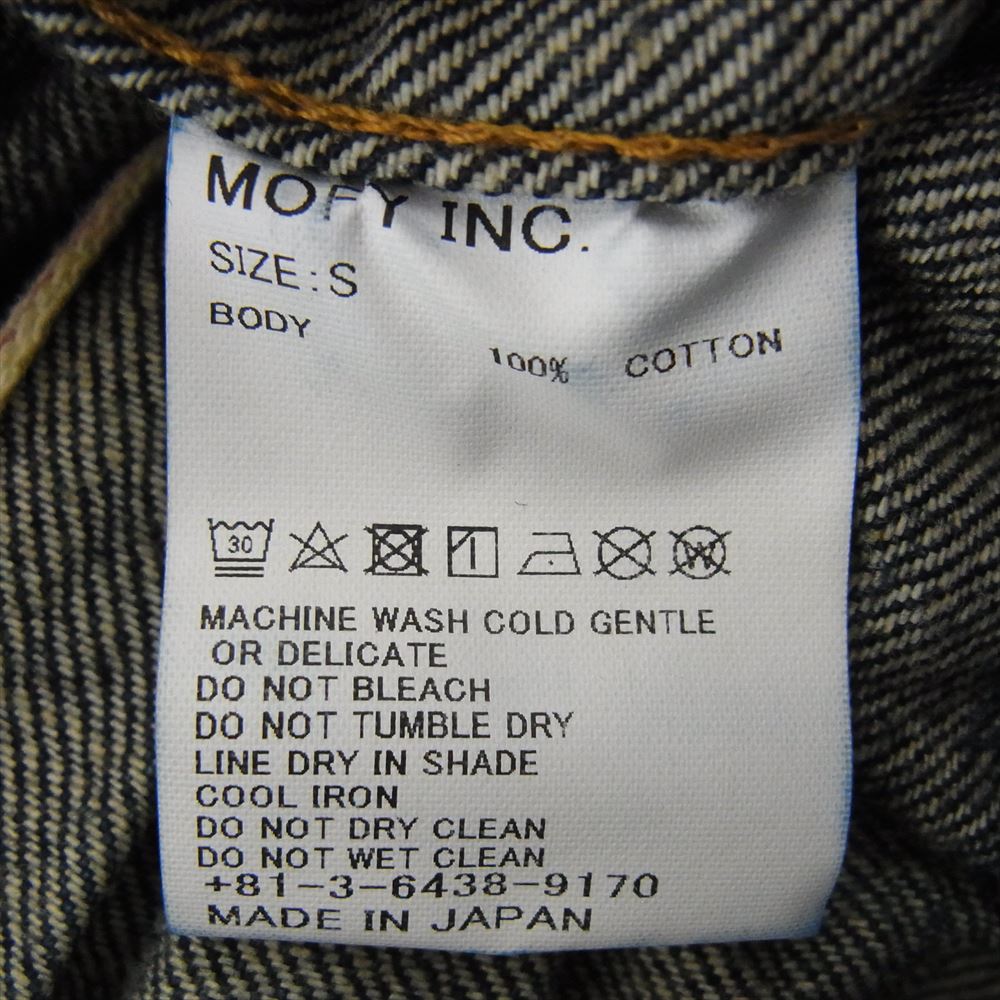 MOFY INC.
SIZE : S
BODY
100% COTTON
30
W
MACHINE WASH COLD GENTLE
OR DELICATE
DO NOT BLEACH
DO NOT TUMBLE DRY
LINE DRY IN SHADE
COOL IRON
DO NOT DRY CLEAN
DO NOT WET CLEAN
+81-3-6438-9170
MADE IN JAPAN